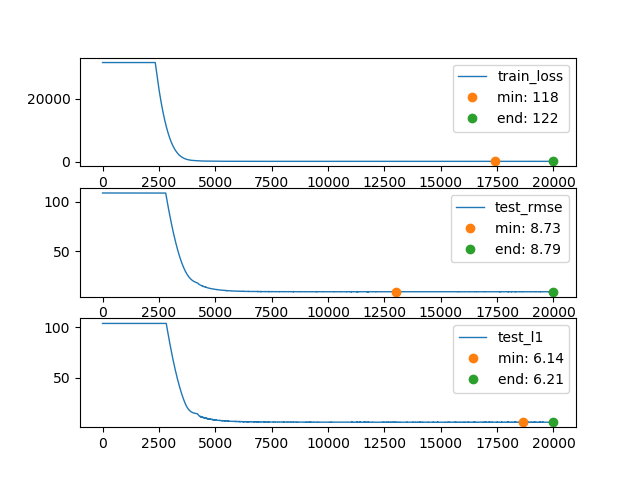 train_loss
min: 118
end: 122
20000
0
0 2500 5000 7500 10000 12500 15000 17500 20000
test_rmse
min: 8.73
end: 8.79
100
50
0 2500 5000 7500 10000 12500 15000 17500 20000
test_l1
min: 6.14
end: 6.21
100
50
0 2500 5000 7500 10000 12500 15000 17500 20000